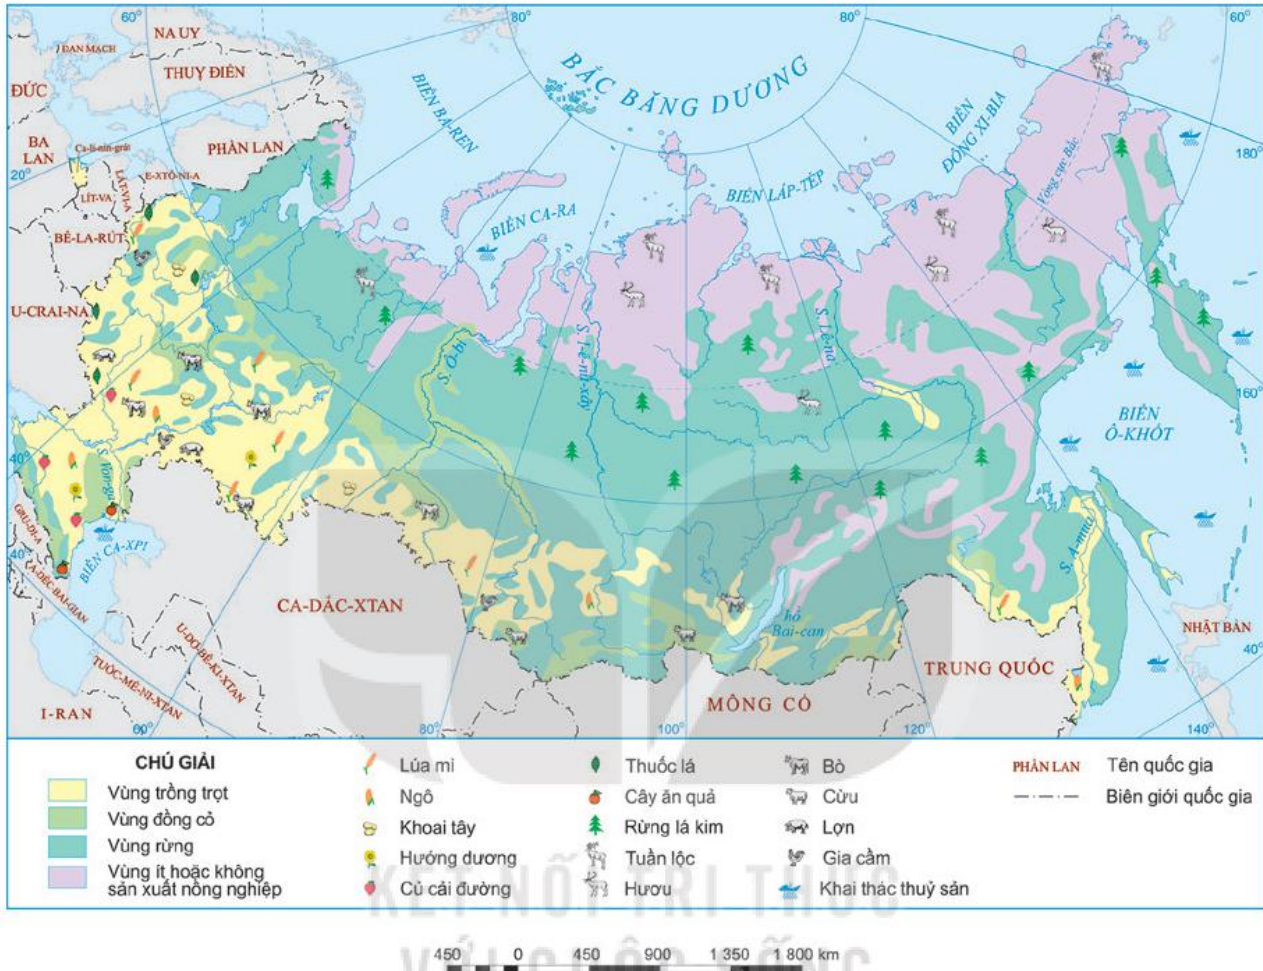 60°
80°
80°
60°
NA UY
ĐAN MẠCH
THUỴ ĐIỂN
ĐỨC
BẮC BĂNG DƯƠNG
BIỂN BA-REN
BIỂN ĐÔNG XI-BIA
Vòng cực Bắc
BA LAN
Ca-li-nin-grát
PHẦN LAN
20°
180°
LÍT-VA
LÁT-VI-A
E-XTÔ-NI-A
BIỂN CA-RA
BIỂN LÁP-TÉP
BÊ-LA-RÚT
U-CRAI-NA
S. Ô-bi
S. I-ê-nít-xây
S. Lê-na
160°
BIỂN Ô-KHỐT
40°
S. Von-ga
GRU-DI-A
A-DÉC-BAI-GIAN
40°
BIỂN CA-XPI
S. A-mua
CA-DẮC-XTAN
hồ Bai-can
NHẬT BẢN
U-DƠ-BÊ-KI-XTAN
TUỐC-MÊ-NI-XTAN
TRUNG QUỐC
40°
I-RAN
MÔNG CỔ
60°
80°
100°
120°
140°
CHÚ GIẢI
Vùng trồng trọt
Vùng đồng cỏ
Vùng rừng
Vùng ít hoặc không
sản xuất nông nghiệp
Lúa mì
Ngô
Khoai tây
Hướng dương
Củ cải đường
Thuốc lá
Cây ăn quả
Rừng lá kim
Tuần lộc
Hươu
Bò
Cừu
Lợn
Gia cầm
Khai thác thuỷ sản
PHẦN LAN Tên quốc gia
Biên giới quốc gia
KẾT NỐI TRI THỨC
VỚI CUỘC SỐNG
450 0 450 900 1 350 1 800 km